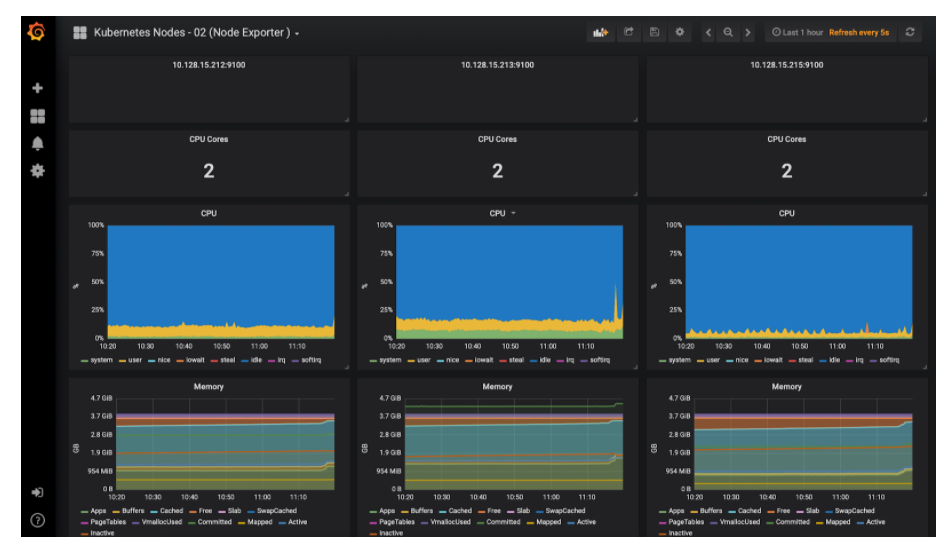 Kubernetes Nodes - 02 (Node Exporter )
Last 1 hour Refresh every 5s
10.128.15.212:9100
10.128.15.213:9100
10.128.15.215:9100
CPU Cores
CPU Cores
CPU Cores
2
2
2
CPU
100%
75%
50%
25%
0%
%
10:20 10:30 10:40 10:50 11:00 11:10
system user nice iowait steal idle irq softirq
CPU
100%
75%
50%
25%
0%
%
10:20 10:30 10:40 10:50 11:00 11:10
system user nice iowait steal idle irq softirq
CPU
100%
75%
50%
25%
0%
%
10:20 10:30 10:40 10:50 11:00 11:10
system user nice iowait steal idle irq softirq
Memory
4.7 GiB
3.7 GiB
2.8 GiB
1.9 GiB
954 MiB
0 B
GB
10:20 10:30 10:40 10:50 11:00 11:10
Apps Buffers Cached Free Slab SwapCached
PageTables VmallocUsed Committed Mapped Active
Inactive
Memory
4.7 GiB
3.7 GiB
2.8 GiB
1.9 GiB
954 MiB
0 B
GB
10:20 10:30 10:40 10:50 11:00 11:10
Apps Buffers Cached Free Slab SwapCached
PageTables VmallocUsed Committed Mapped Active
Inactive
Memory
4.7 GiB
3.7 GiB
2.8 GiB
1.9 GiB
954 MiB
0 B
GB
10:20 10:30 10:40 10:50 11:00 11:10
Apps Buffers Cached Free Slab SwapCached
PageTables VmallocUsed Committed Mapped Active
Inactive